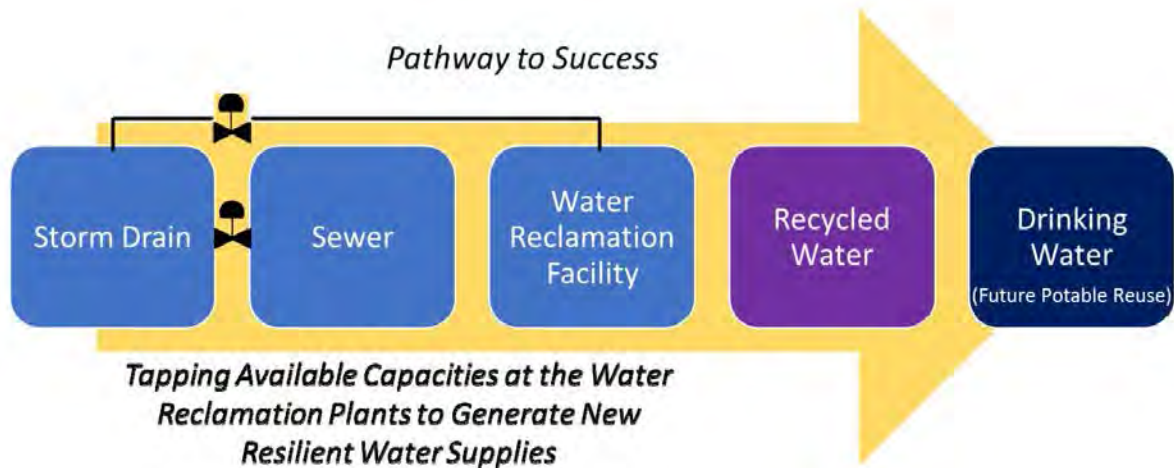 Pathway to Success
Storm Drain
Sewer
Water
Reclamation
Facility
Recycled
Water
Drinking
Water
(Future Potable Reuse)
Tapping Available Capacities at the Water
Reclamation Plants to Generate New
Resilient Water Supplies